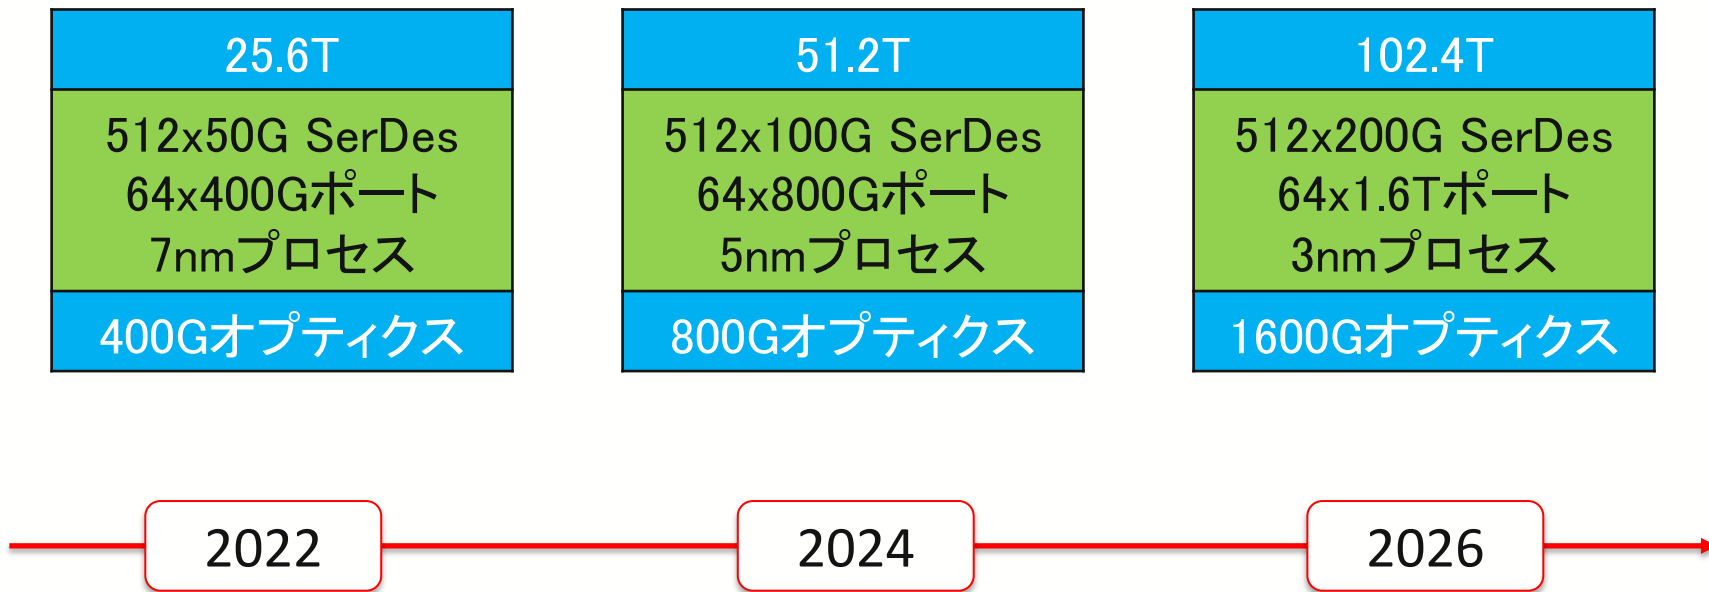 25.6T
512x50G SerDes
64x400Gポート
7nmプロセス
400Gオプティクス
51.2T
512x100G SerDes
64x800Gポート
5nmプロセス
800Gオプティクス
102.4T
512x200G SerDes
64x1.6Tポート
3nmプロセス
1600Gオプティクス
2022
2024
2026